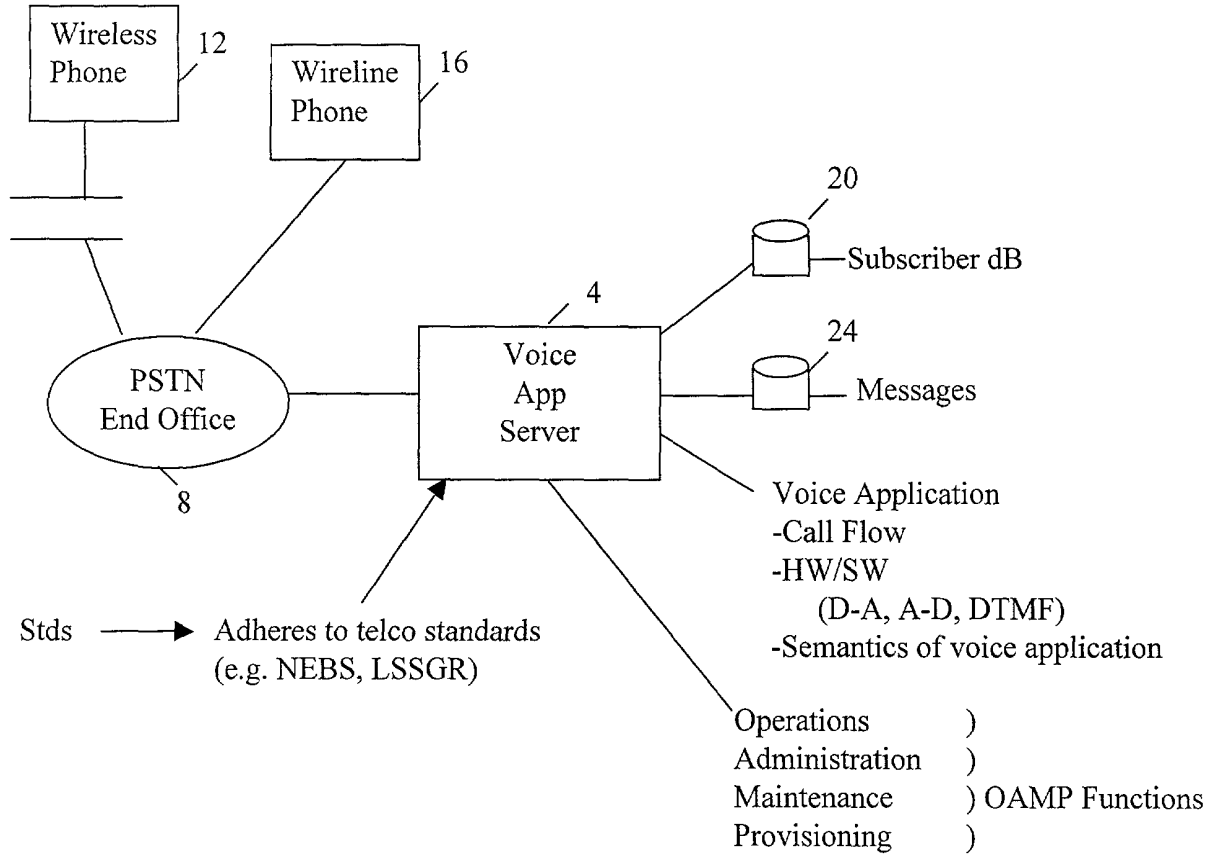 Wireless
Phone
12
Wireline
Phone
16
20
Subscriber dB
4
Voice
App
Server
24
Messages
PSTN
End Office
8
Voice Application
-Call Flow
-HW/SW
(D-A, A-D, DTMF)
-Semantics of voice application
Stds
Adheres to telco standards
(e.g. NEBS, LSSGR)
Operations )
Administration )
Maintenance ) OAMP Functions
Provisioning )